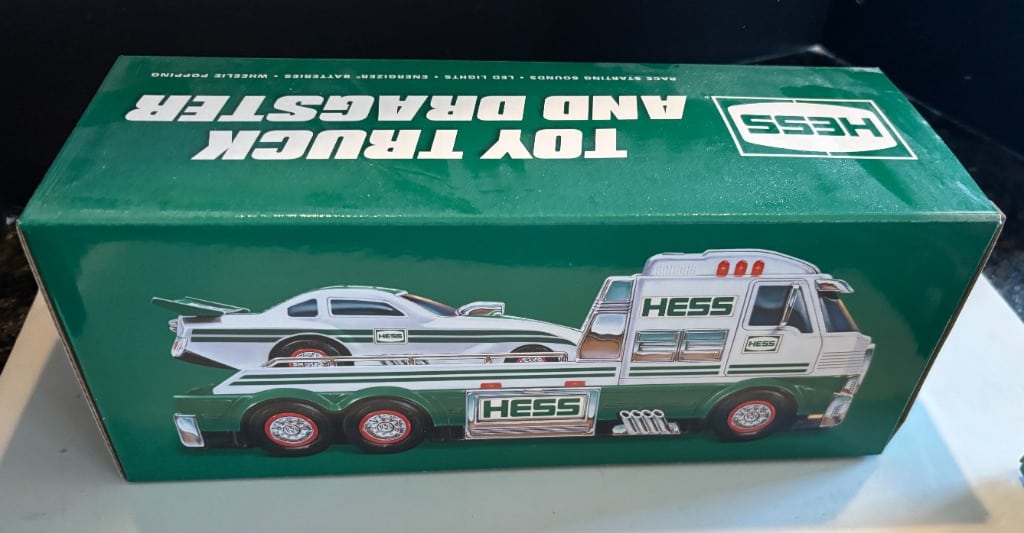 RACE STARTING SOUNDS • LED LIGHTS • ENERGIZER® BATTERIES • WHEELIE POPPING
TOY TRUCK
AND DRAGSTER
HESS
HESS
HESS
HESS
HESS